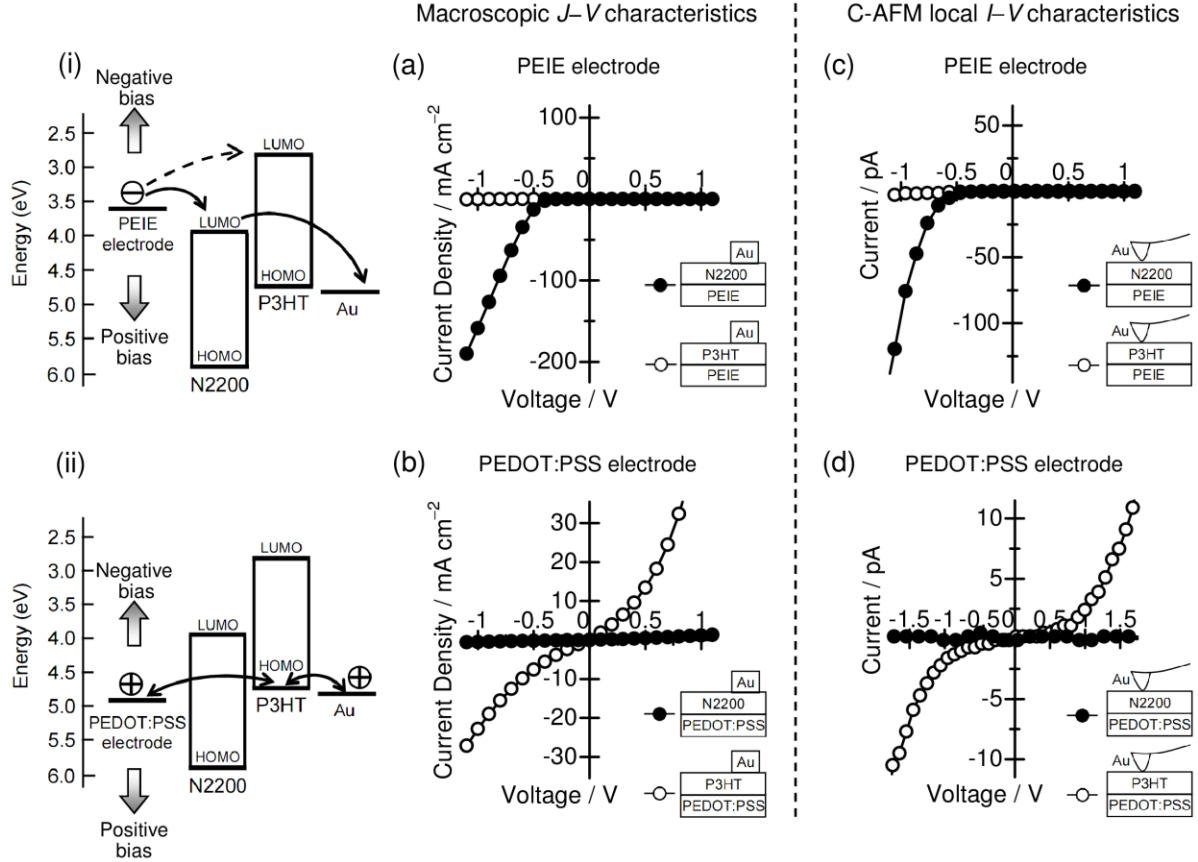 Macroscopic J–V characteristics
C-AFM local I–V characteristics
(i)
Negative
bias
Energy (eV)
2.5
3.0
3.5
4.0
4.5
5.0
5.5
6.0
PEIE
electrode
Positive
bias
LUMO
HOMO
N2200
LUMO
HOMO
P3HT
Au
(a)
PEIE electrode
Current Density / mA cm⁻²
100
-100
-200
-1
-0.5
0
0.5
1
Voltage / V
Au
N2200
PEIE
Au
P3HT
PEIE
(c)
PEIE electrode
Current / pA
50
-50
-100
-1
-0.5
0
0.5
1
Voltage / V
Au
N2200
PEIE
Au
P3HT
PEIE
(ii)
Negative
bias
Energy (eV)
2.5
3.0
3.5
4.0
4.5
5.0
5.5
6.0
PEDOT:PSS
electrode
Positive
bias
LUMO
HOMO
N2200
LUMO
HOMO
P3HT
Au
(b)
PEDOT:PSS electrode
Current Density / mA cm⁻²
30
20
10
-10
-20
-30
-1
-0.5
0
0.5
1
Voltage / V
Au
N2200
PEDOT:PSS
Au
P3HT
PEDOT:PSS
(d)
PEDOT:PSS electrode
Current / pA
10
5
-5
-10
-1.5
-1
-0.5
0
0.5
1
1.5
Voltage / V
Au
N2200
PEDOT:PSS
Au
P3HT
PEDOT:PSS